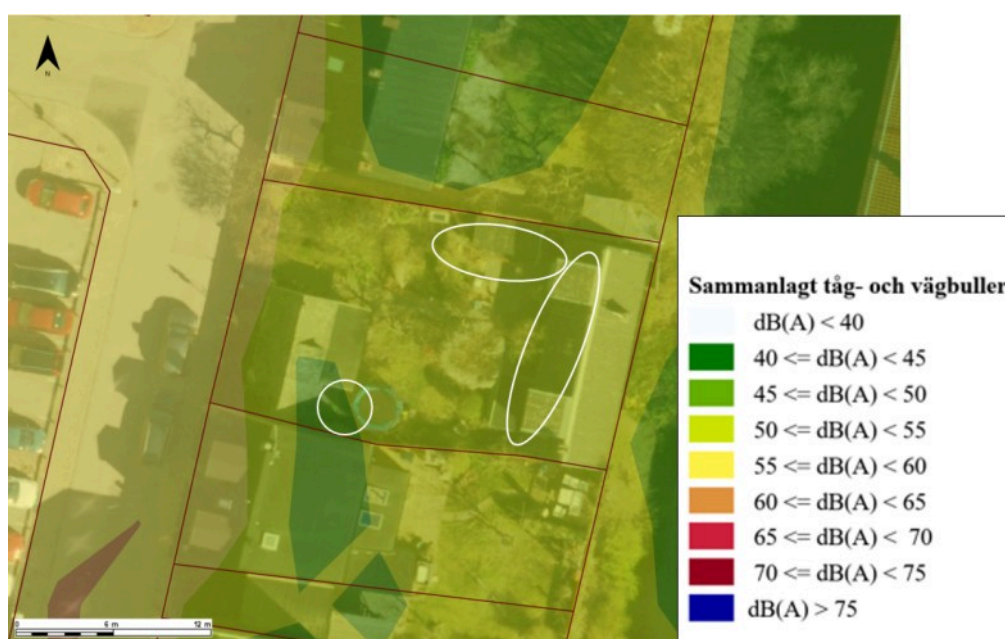 N
Sammanlagt tåg- och vägbuller
dB(A) < 40
40 <= dB(A) < 45
45 <= dB(A) < 50
50 <= dB(A) < 55
55 <= dB(A) < 60
60 <= dB(A) < 65
65 <= dB(A) <  70
70 <= dB(A) < 75
dB(A) > 75
0 6 m 12 m